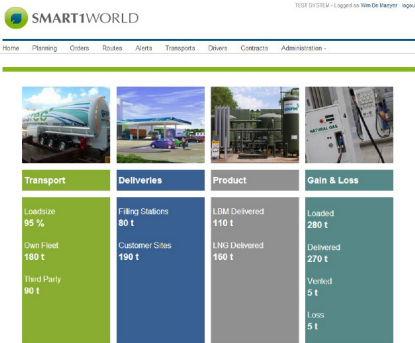 TEST SYSTEM - Logged as Wim De Maeyer
SMART1WORLD
Home Planning Orders Routes Alerts Transports Drivers Contracts Administration
NATURAL GAS
Transport Deliveries Product Gain & Loss
Loadsize
95 %
Own Fleet
180 t
Third Party
90 t
Filling Stations
80 t
Customer Sites
190 t
LBM Delivered
110 t
LNG Delivered
160 t
Loaded
280 t
Delivered
270 t
Vented
5 t
Loss
5 t